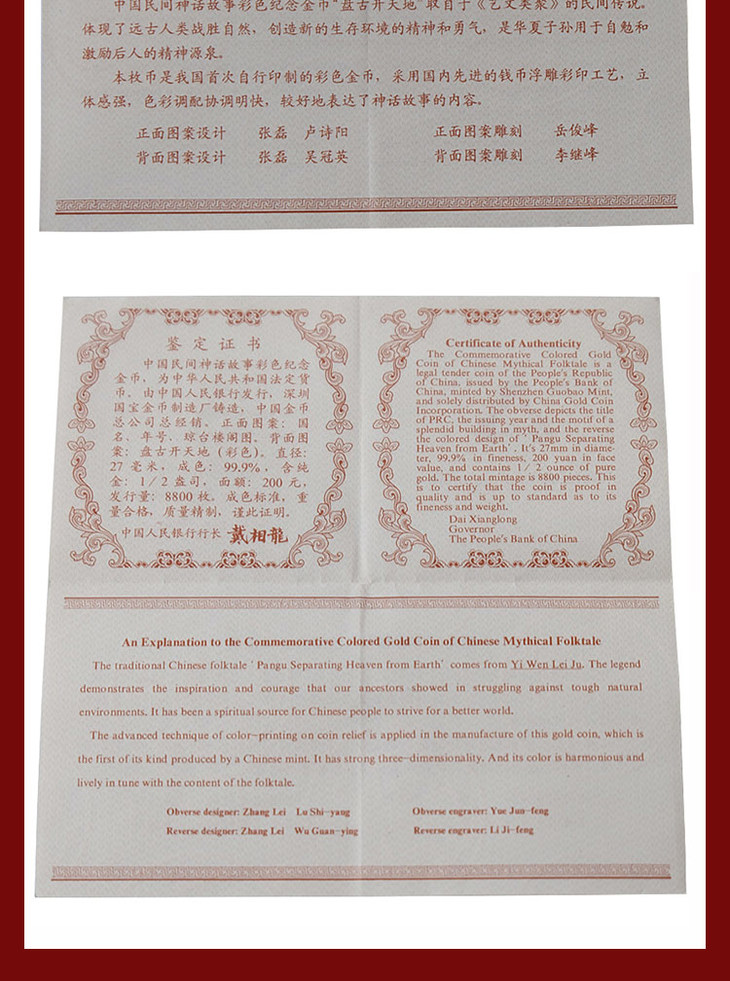 中国民间神话故事彩色纪念金币“盘古开天地”取自于《艺文类聚》的民间传说。
体现了远古人类战胜自然，创造新的生存环境的精神和勇气，是华夏子孙用于自勉和
激励后人的精神源泉。
本枚币是我国首次自行印制的彩色金币，采用国内先进的钱币浮雕彩印工艺，立
体感强，色彩调配协调明快，较好地表达了神话故事的内容。
正面图案设计 张磊 卢诗阳 正面图案雕刻 岳俊峰
背面图案设计 张磊 吴冠英 背面图案雕刻 李继峰
鉴定证书
中国民间神话故事彩色纪念
金币，为中华人民共和国法定货
币。由中国人民银行发行，深圳
国宝金币制造厂铸造，中国金币
总公司总经销。正面图案：国
名、年号、琼台楼阁图。背面图
案：盘古开天地（彩色）。直径：
27毫米，成色：99.9%，含纯
金：1/2盎司，面额：200元，
发行量：8800枚。成色标准，重
量合格，质量精制，谨此证明。
中国人民银行行长 戴相龍
Certificate of Authenticity
The Commemorative Colored Gold
Coin of Chinese Mythical Folktale is a
legal tender coin of the People's Republic
of China, issued by the People's Bank of
China, minted by Shenzhen Guobao Mint,
and solely distributed by China Gold Coin
Incorporation. The obverse depicts the title
of PRC, the issuing year and the motif of a
splendid building in myth, and the reverse
the colored design of ' Pangu Separating
Heaven from Earth' . It's 27mm in diame-
ter, 99.9% in fineness, 200 yuan in face
value, and contains 1/2 ounce of pure
gold. The total mintage is 8800 pieces. This
is to certify that the coin is proof in
quality and is up to standard as to its
fineness and weight.
Dai Xianglong
Governor
The People's Bank of China
An Explanation to the Commemorative Colored Gold Coin of Chinese Mythical Folktale
The traditional Chinese folktale ' Pangu Separating Heaven from Earth' comes from Yi Wen Lei Ju. The legend
demonstrates the inspiration and courage that our ancestors showed in struggling against tough natural
environments. It has been a spiritual source for Chinese people to strive for a better world.
The advanced technique of color-printing on coin relief is applied in the manufacture of this gold coin, which is
the first of its kind produced by a Chinese mint. It has strong three-dimensionality. And its color is harmonious and
lively in tune with the content of the folktale.
Obverse designer: Zhang Lei Lu Shi-yang Obverse engraver: Yue Jun-feng
Reverse designer: Zhang Lei Wu Guan-ying Reverse engraver: Li Ji-feng